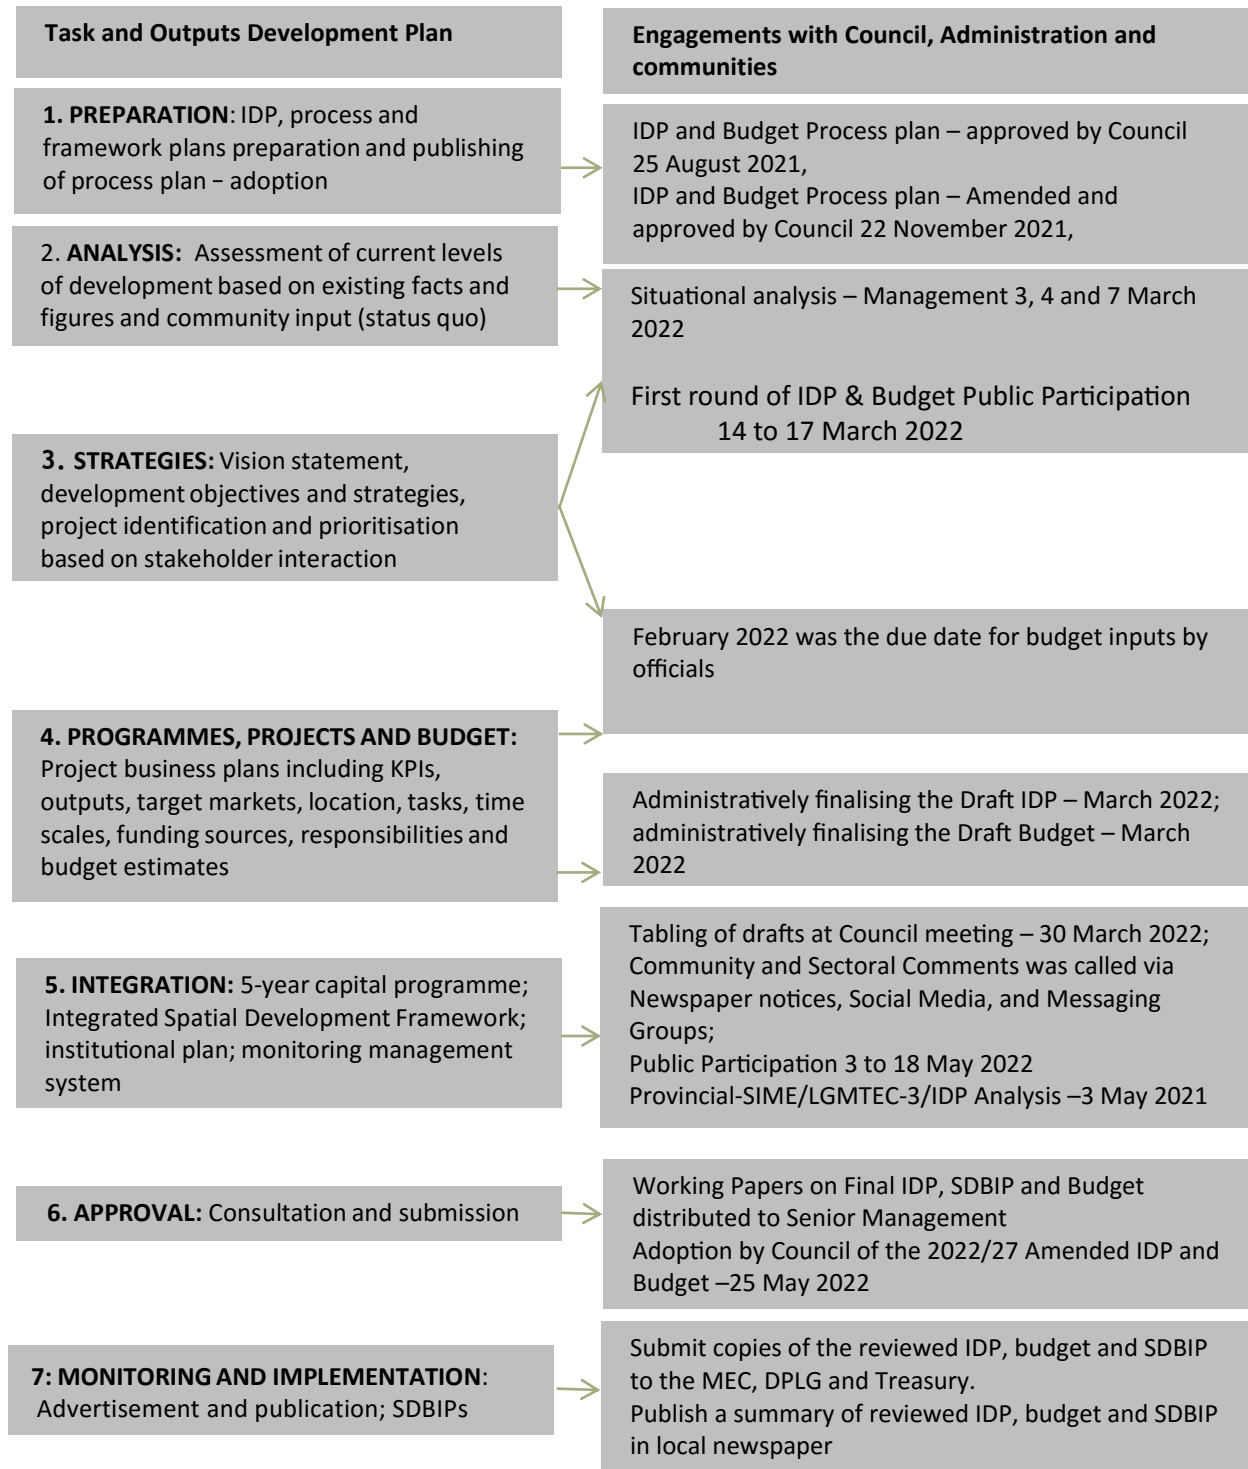 Task and Outputs Development Plan
Engagements with Council, Administration and
communities
1. PREPARATION: IDP, process and
framework plans preparation and publishing
of process plan – adoption
IDP and Budget Process plan – approved by Council
25 August 2021,
IDP and Budget Process plan – Amended and
approved by Council 22 November 2021,
2. ANALYSIS: Assessment of current levels
of development based on existing facts and
figures and community input (status quo)
Situational analysis – Management 3, 4 and 7 March
2022
First round of IDP & Budget Public Participation
14 to 17 March 2022
3. STRATEGIES: Vision statement,
development objectives and strategies,
project identification and prioritisation
based on stakeholder interaction
February 2022 was the due date for budget inputs by
officials
4. PROGRAMMES, PROJECTS AND BUDGET:
Project business plans including KPIs,
outputs, target markets, location, tasks, time
scales, funding sources, responsibilities and
budget estimates
Administratively finalising the Draft IDP – March 2022;
administratively finalising the Draft Budget – March
2022
5. INTEGRATION: 5-year capital programme;
Integrated Spatial Development Framework;
institutional plan; monitoring management
system
Tabling of drafts at Council meeting – 30 March 2022;
Community and Sectoral Comments was called via
Newspaper notices, Social Media, and Messaging
Groups;
Public Participation 3 to 18 May 2022
Provincial-SIME/LGMTEC-3/IDP Analysis –3 May 2021
6. APPROVAL: Consultation and submission
Working Papers on Final IDP, SDBIP and Budget
distributed to Senior Management
Adoption by Council of the 2022/27 Amended IDP and
Budget –25 May 2022
7: MONITORING AND IMPLEMENTATION:
Advertisement and publication; SDBIPs
Submit copies of the reviewed IDP, budget and SDBIP
to the MEC, DPLG and Treasury.
Publish a summary of reviewed IDP, budget and SDBIP
in local newspaper